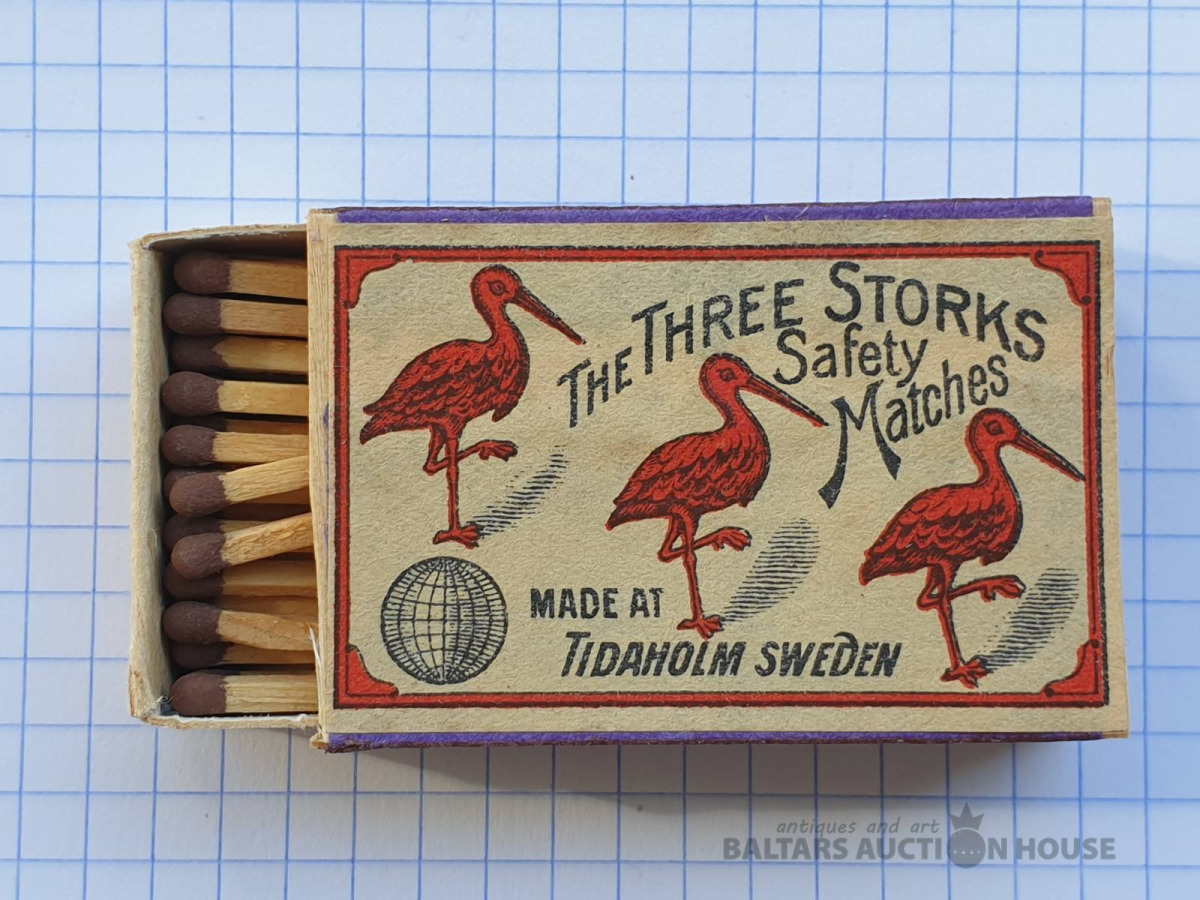 THE THREE STORKS
Safety
Matches
MADE AT
TIDAHOLM SWEDEN
antiques and art
BALTARS AUCTION HOUSE